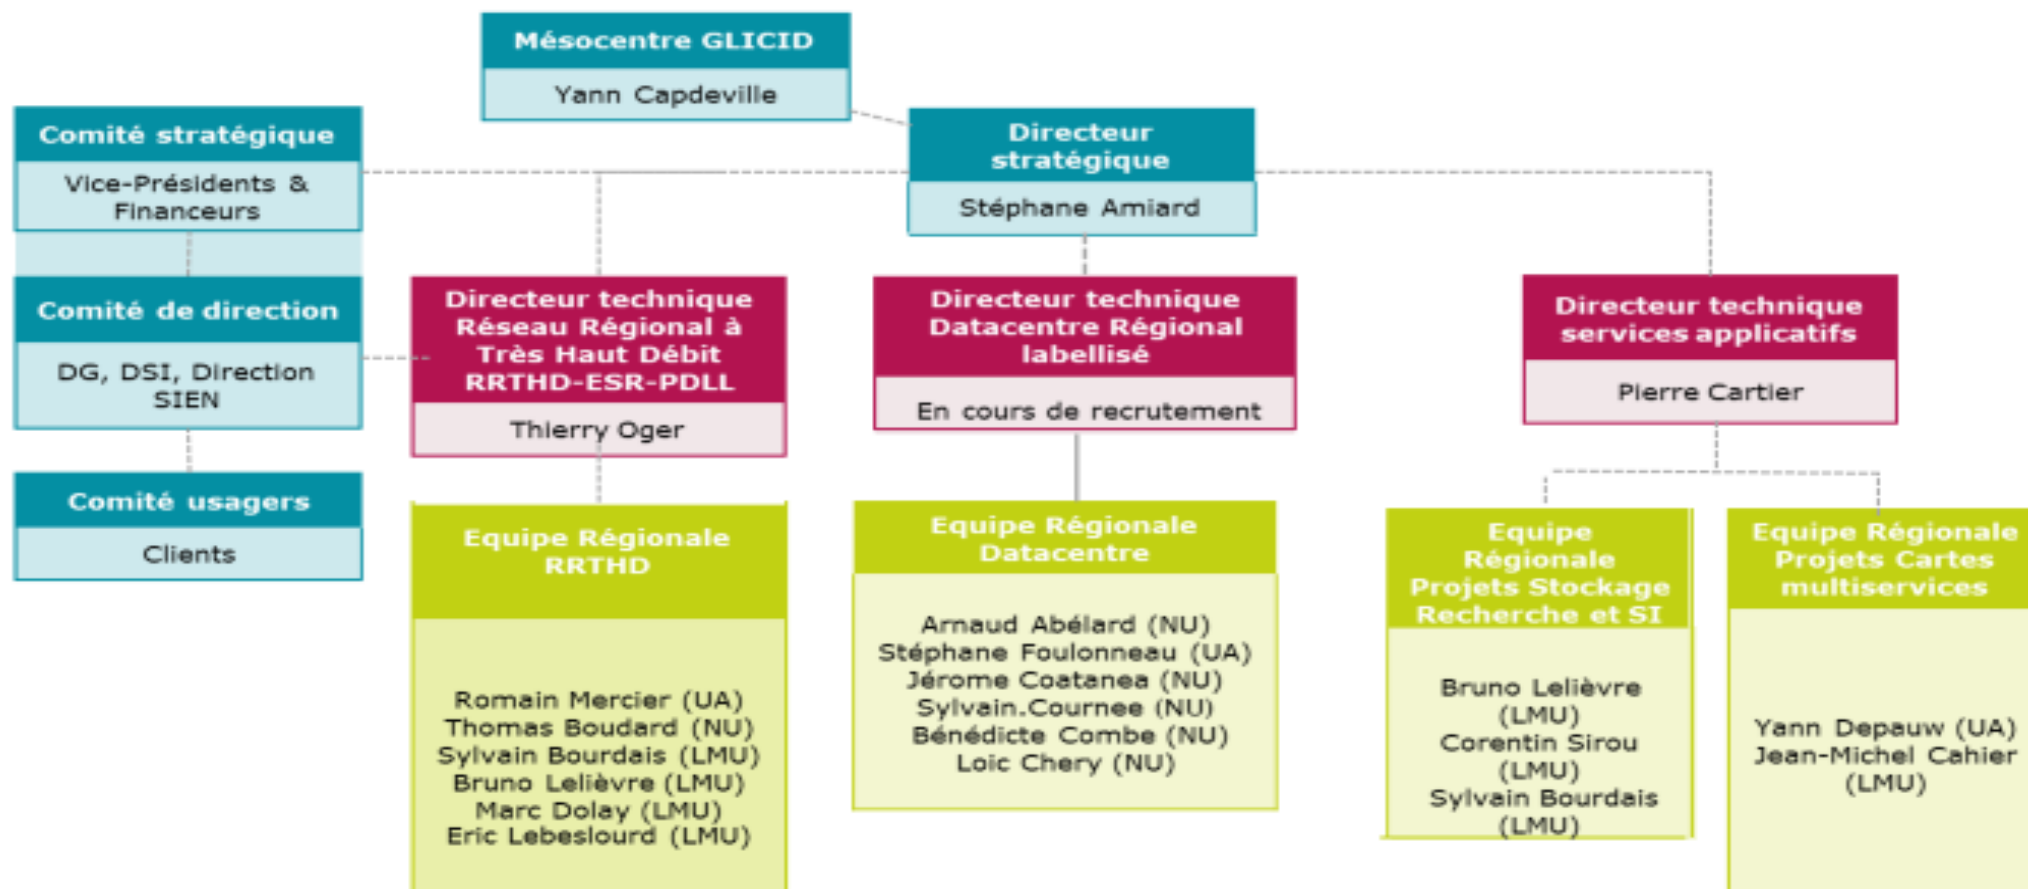 Mésocentre GLICID
Yann Capdeville
Comité stratégique
Vice-Présidents &
Financeurs
Directeur
stratégique
Stéphane Amiard
Comité de direction
DG, DSI, Direction
SIEN
Comité usagers
Clients
Directeur technique
Réseau Régional à
Très Haut Débit
RRTHD-ESR-PDLL
Thierry Oger
Directeur technique
Datacentre Régional
labellisé
En cours de recrutement
Directeur technique
services applicatifs
Pierre Cartier
Equipe Régionale
RRTHD
Romain Mercier (UA)
Thomas Boudard (NU)
Sylvain Bourdais (LMU)
Bruno Lelièvre (LMU)
Marc Dolay (LMU)
Eric Lebeslourd (LMU)
Equipe Régionale
Datacentre
Arnaud Abélard (NU)
Stéphane Foulonneau (UA)
Jérome Coatanea (NU)
Sylvain.Cournee (NU)
Bénédicte Combe (NU)
Loic Chery (NU)
Equipe
Régionale
Projets Stockage
Recherche et SI
Bruno Lelièvre
(LMU)
Corentin Sirou
(LMU)
Sylvain Bourdais
(LMU)
Equipe Régionale
Projets Cartes
multiservices
Yann Depauw (UA)
Jean-Michel Cahier
(LMU)